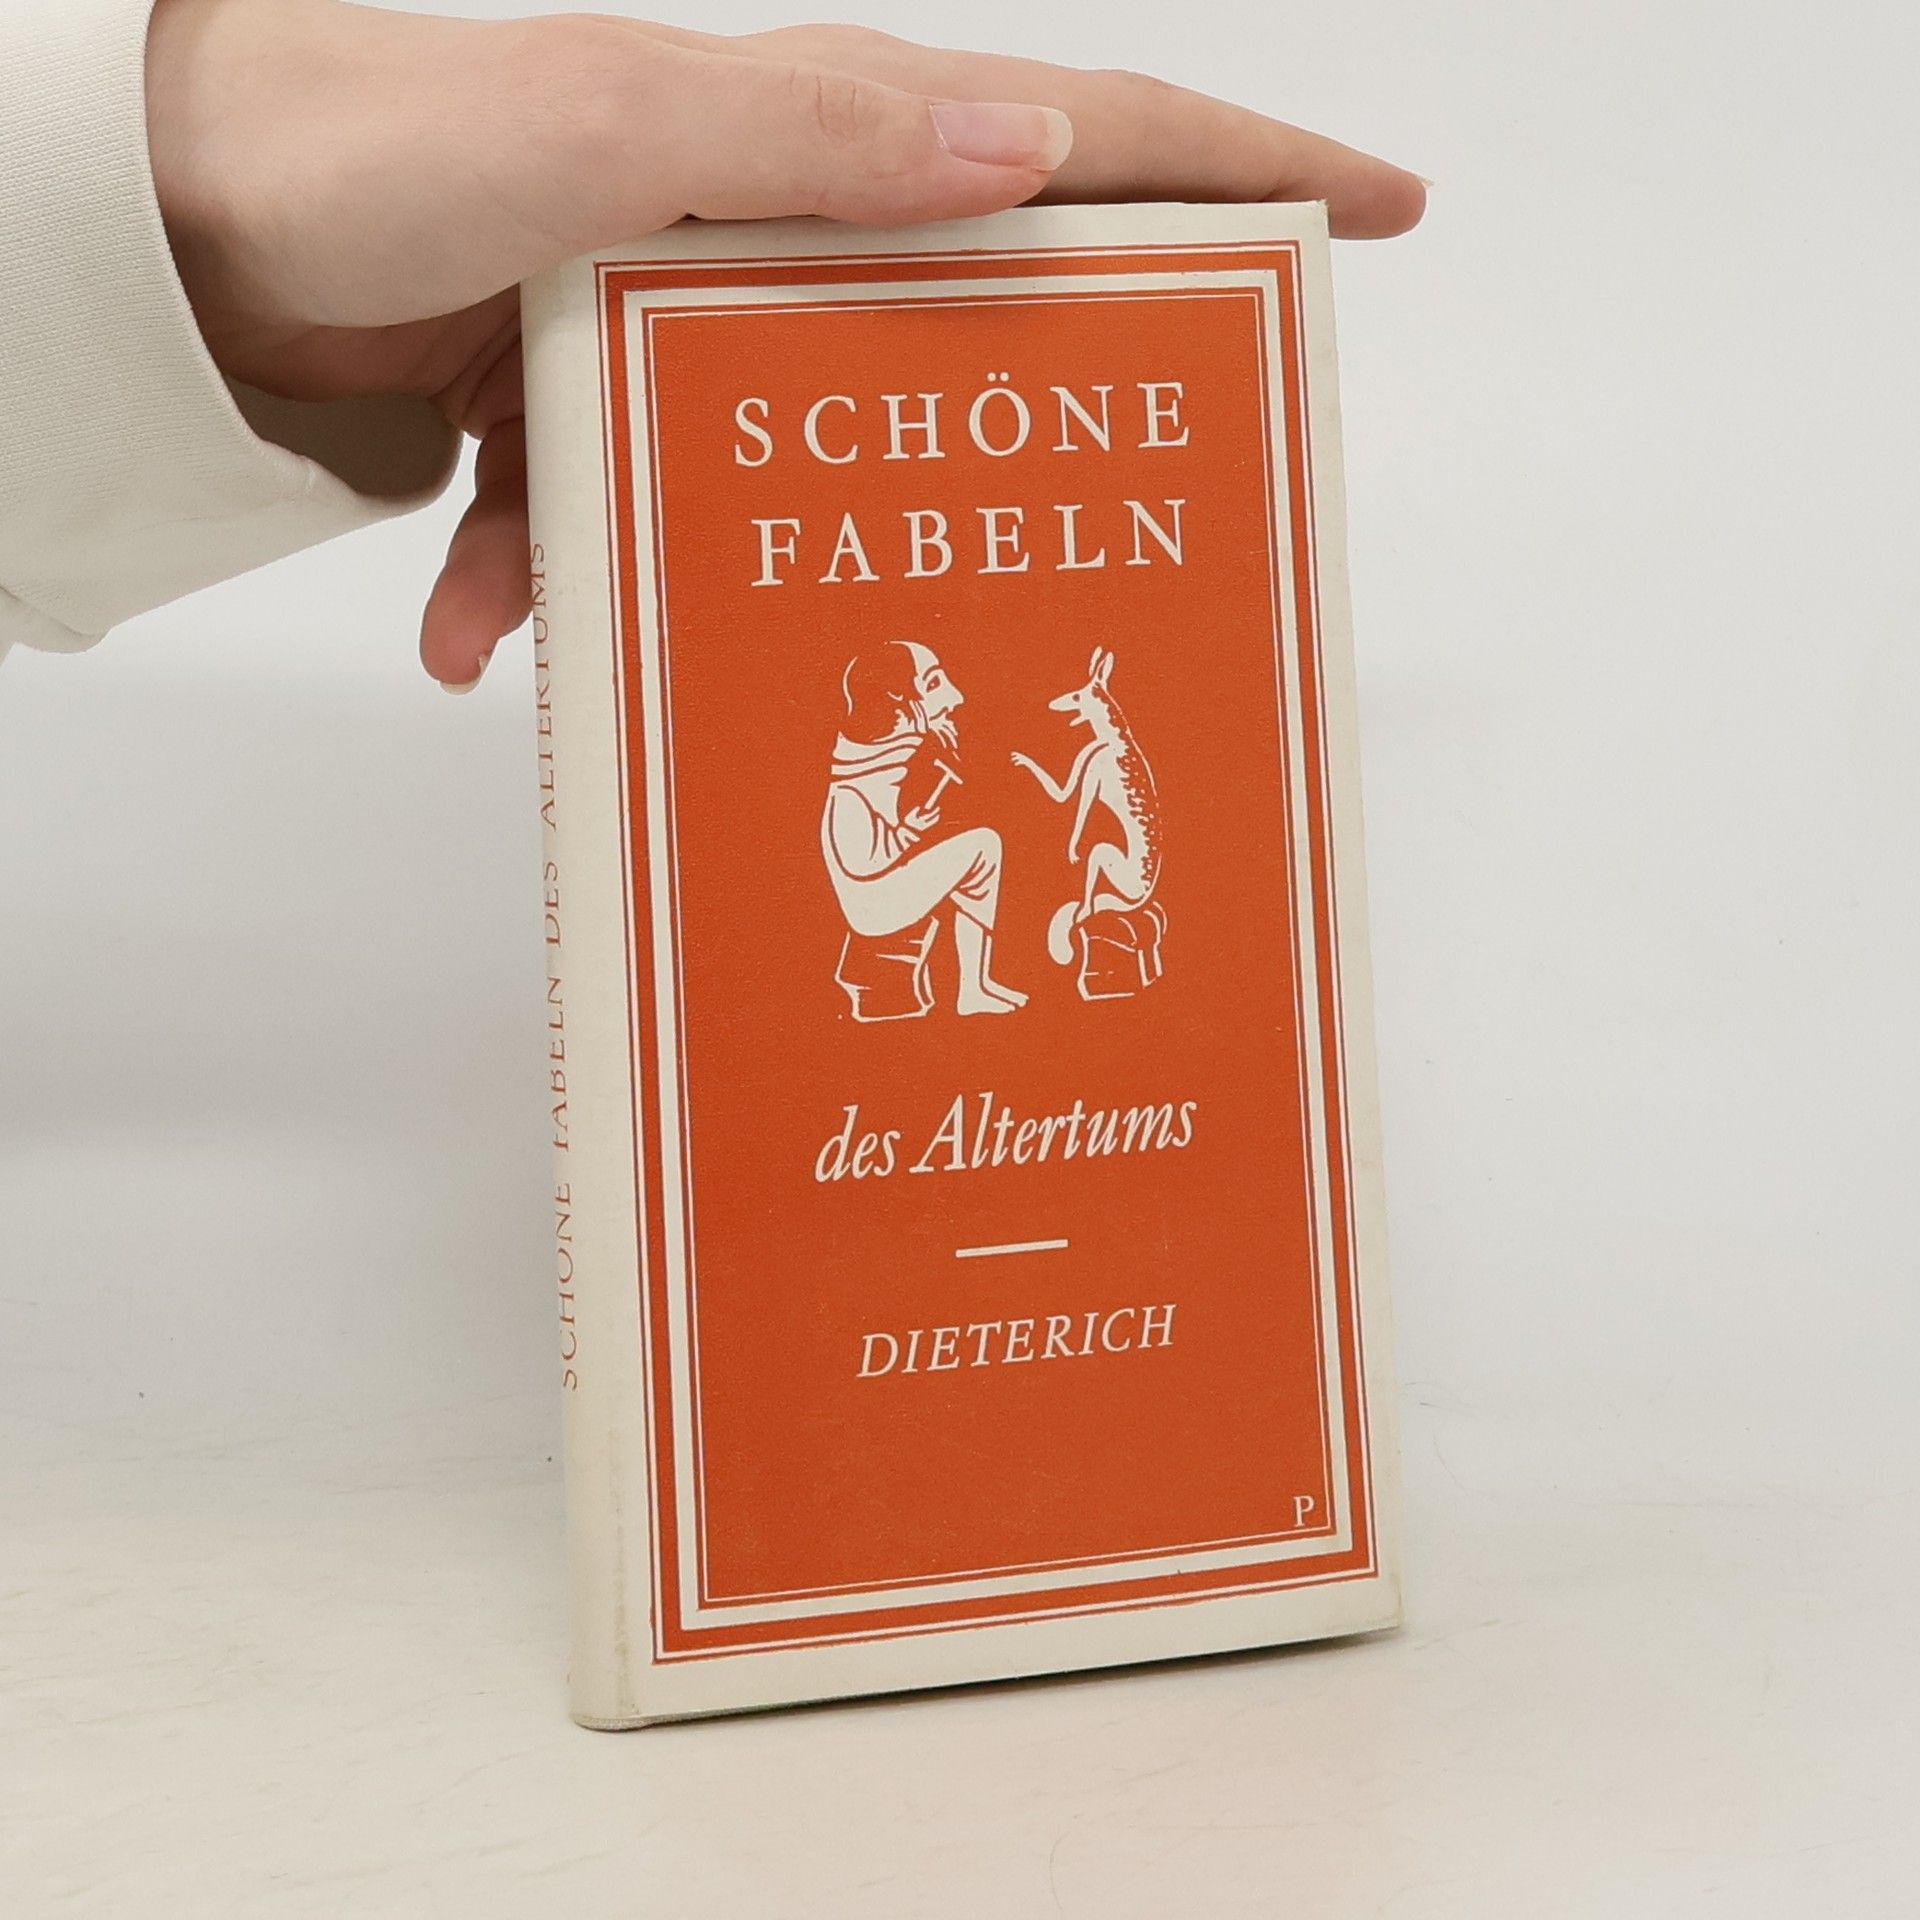 SCHÖNE
FABELN
des Altertums
DIETERICH
P
SCHÖNE FABELN DES ALTERTUMS